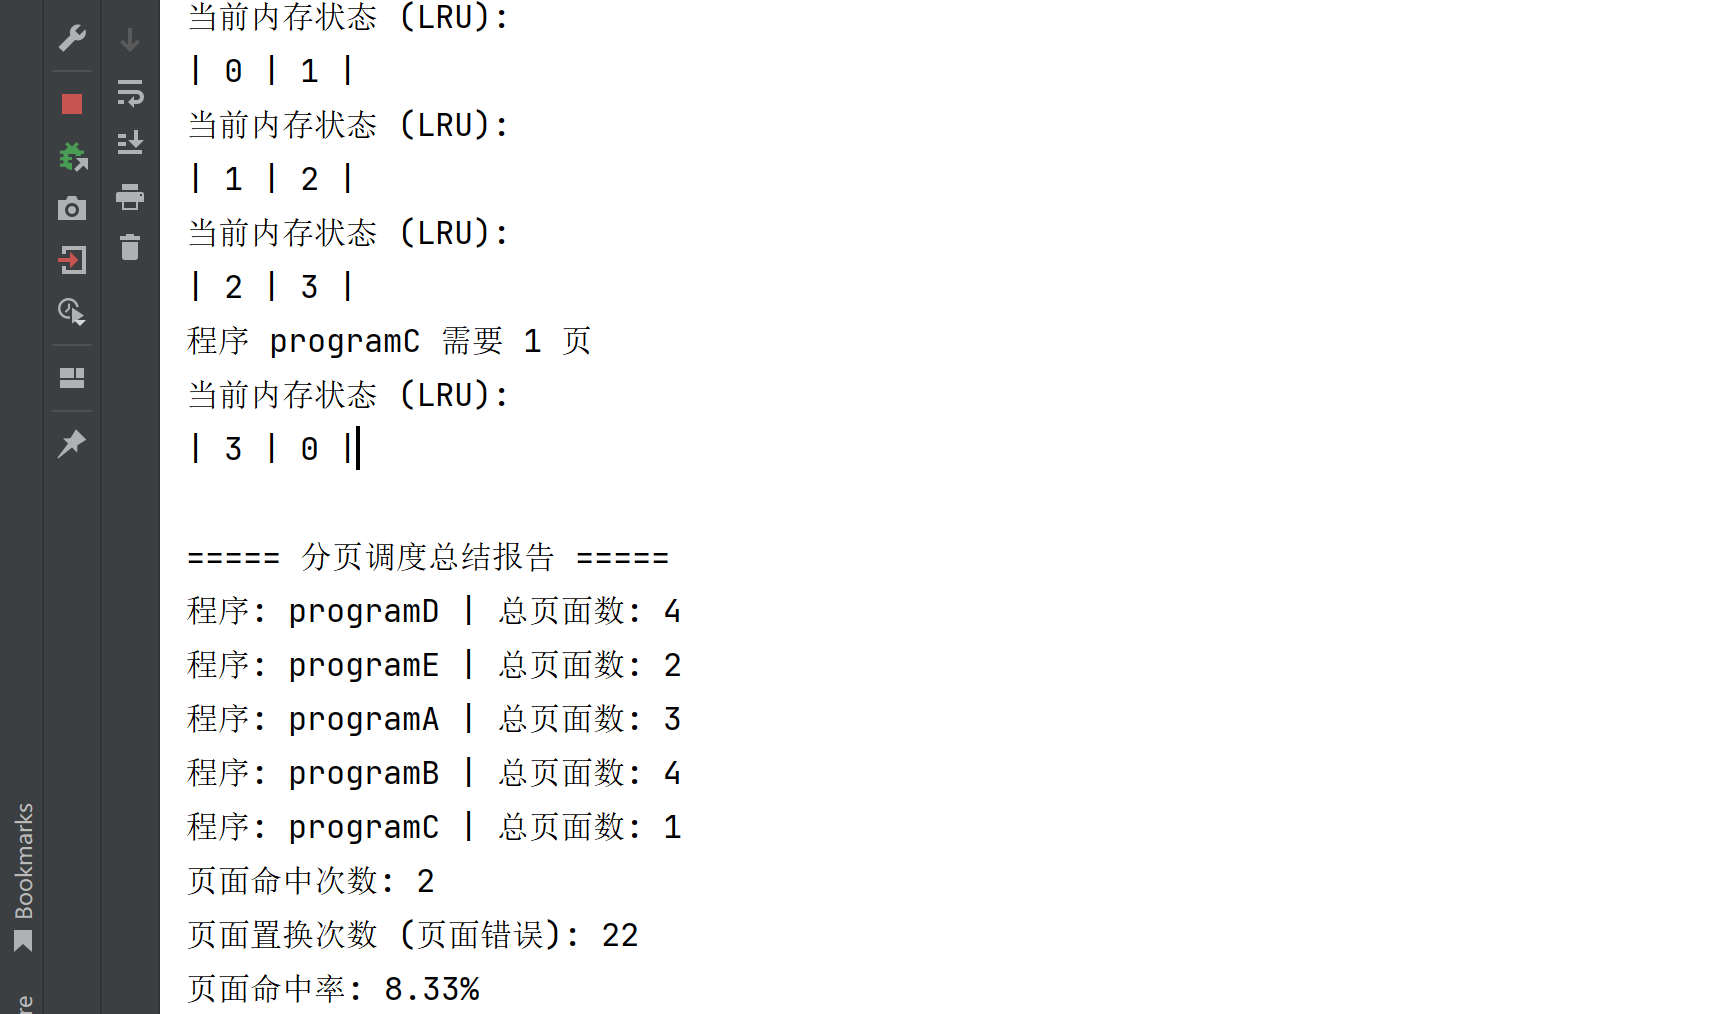 当前内存状态 (LRU):
| 0 | 1 |
当前内存状态 (LRU):
| 1 | 2 |
当前内存状态 (LRU):
| 2 | 3 |
程序 programC 需要 1 页
当前内存状态 (LRU):
| 3 | 0 |
===== 分页调度总结报告 =====
程序: programD | 总页面数: 4
程序: programE | 总页面数: 2
程序: programA | 总页面数: 3
程序: programB | 总页面数: 4
程序: programC | 总页面数: 1
页面命中次数: 2
页面置换次数 (页面错误): 22
页面命中率: 8.33%
Bookmarks
re